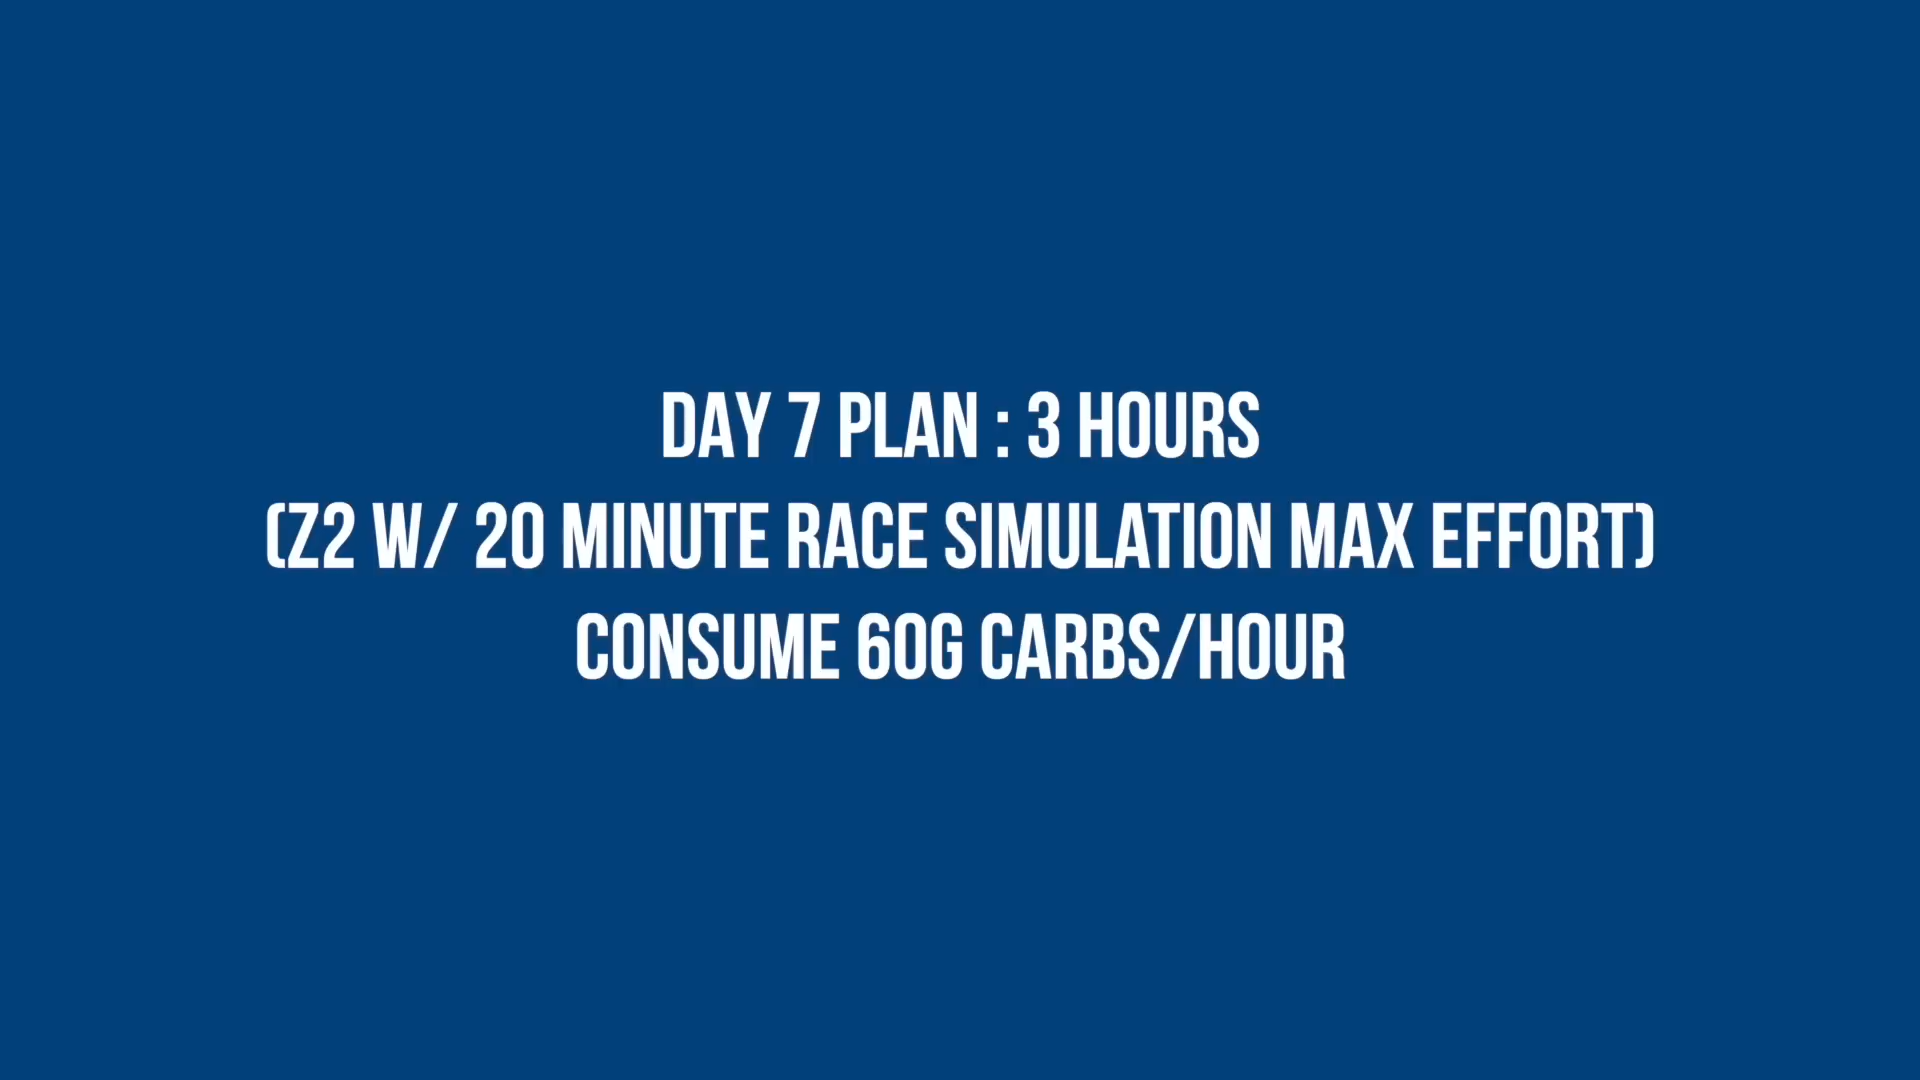 DAY 7 PLAN : 3 HOURS
(Z2 W/ 20 MINUTE RACE SIMULATION MAX EFFORT)
CONSUME 60G CARBS/HOUR